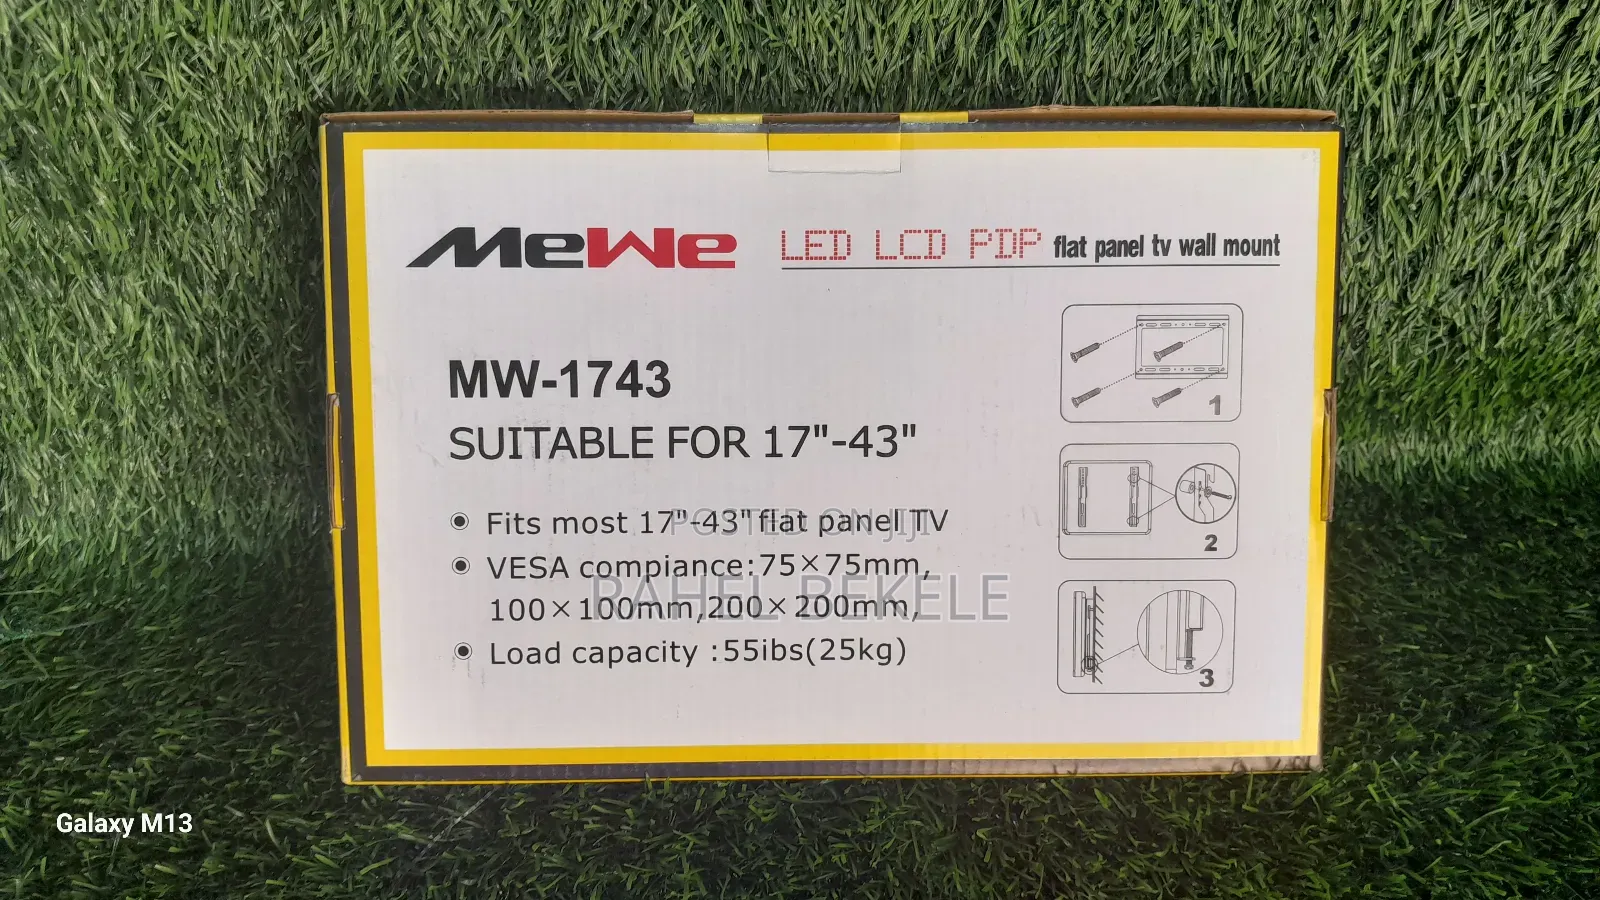 MeWe LED LCD PDP flat panel tv wall mount
MW-1743
SUITABLE FOR 17"-43"
Fits most 17"-43" flat panel TV
POSTED ON JIJI
VESA compiance:75×75mm,
RAHEL BEKELE
100×100mm,200×200mm,
Load capacity :55ibs(25kg)
1
2
3
Galaxy M13